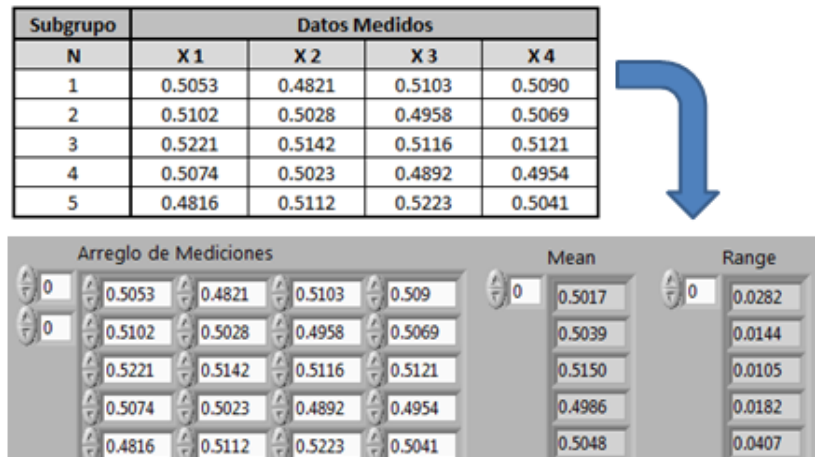 Subgrupo Datos Medidos
N X 1 X 2 X 3 X 4
1 0.5053 0.4821 0.5103 0.5090
2 0.5102 0.5028 0.4958 0.5069
3 0.5221 0.5142 0.5116 0.5121
4 0.5074 0.5023 0.4892 0.4954
5 0.4816 0.5112 0.5223 0.5041
Arreglo de Mediciones Mean Range
0 0.5053 0.4821 0.5103 0.509 0 0.5017 0 0.0282
0 0.5102 0.5028 0.4958 0.5069 0.5039 0.0144
0.5221 0.5142 0.5116 0.5121 0.5150 0.0105
0.5074 0.5023 0.4892 0.4954 0.4986 0.0182
0.4816 0.5112 0.5223 0.5041 0.5048 0.0407